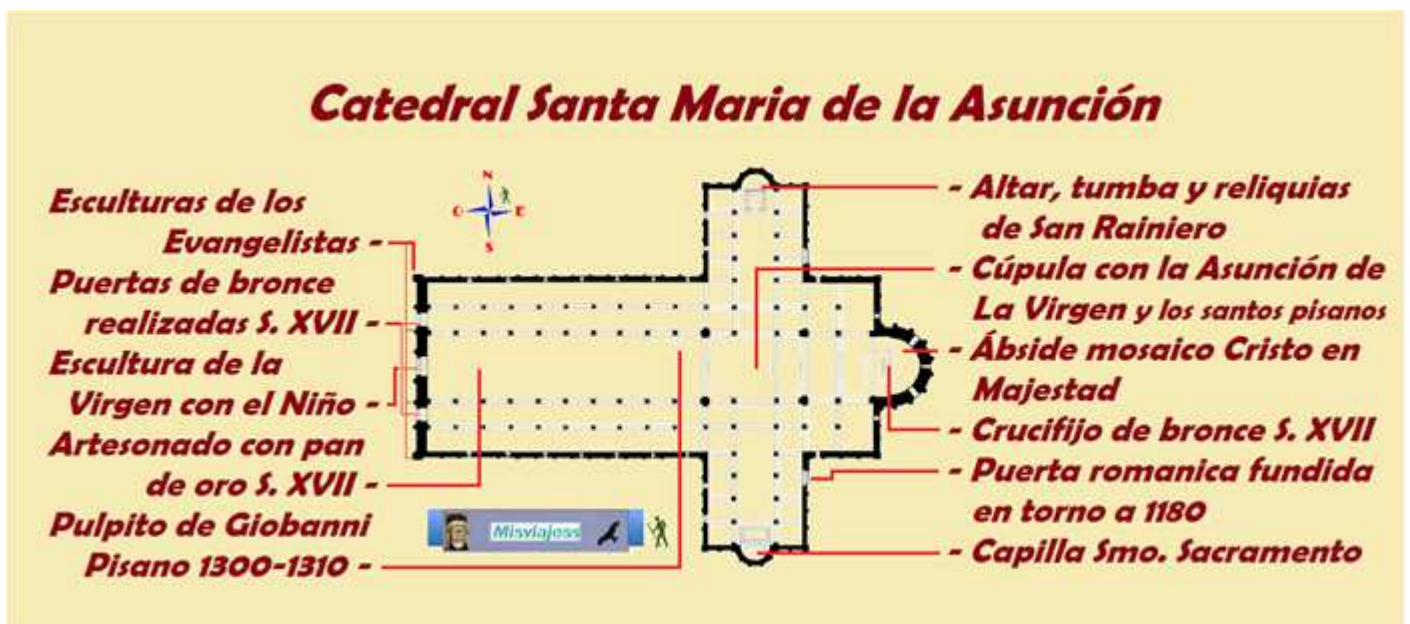 Catedral Santa Maria de la Asunción
Esculturas de los
Evangelistas -
Puertas de bronce
realizadas S. XVII -
Escultura de la
Virgen con el Niño -
Artesonado con pan
de oro S. XVII -
Pulpito de Giobanni
Pisano 1300-1310 -
N
O E
S
Misviajess
- Altar, tumba y reliquias
de San Rainiero
- Cúpula con la Asunción de
La Virgen y los santos pisanos
- Ábside mosaico Cristo en
Majestad
- Crucifijo de bronce S. XVII
- Puerta romanica fundida
en torno a 1180
- Capilla Smo. Sacramento